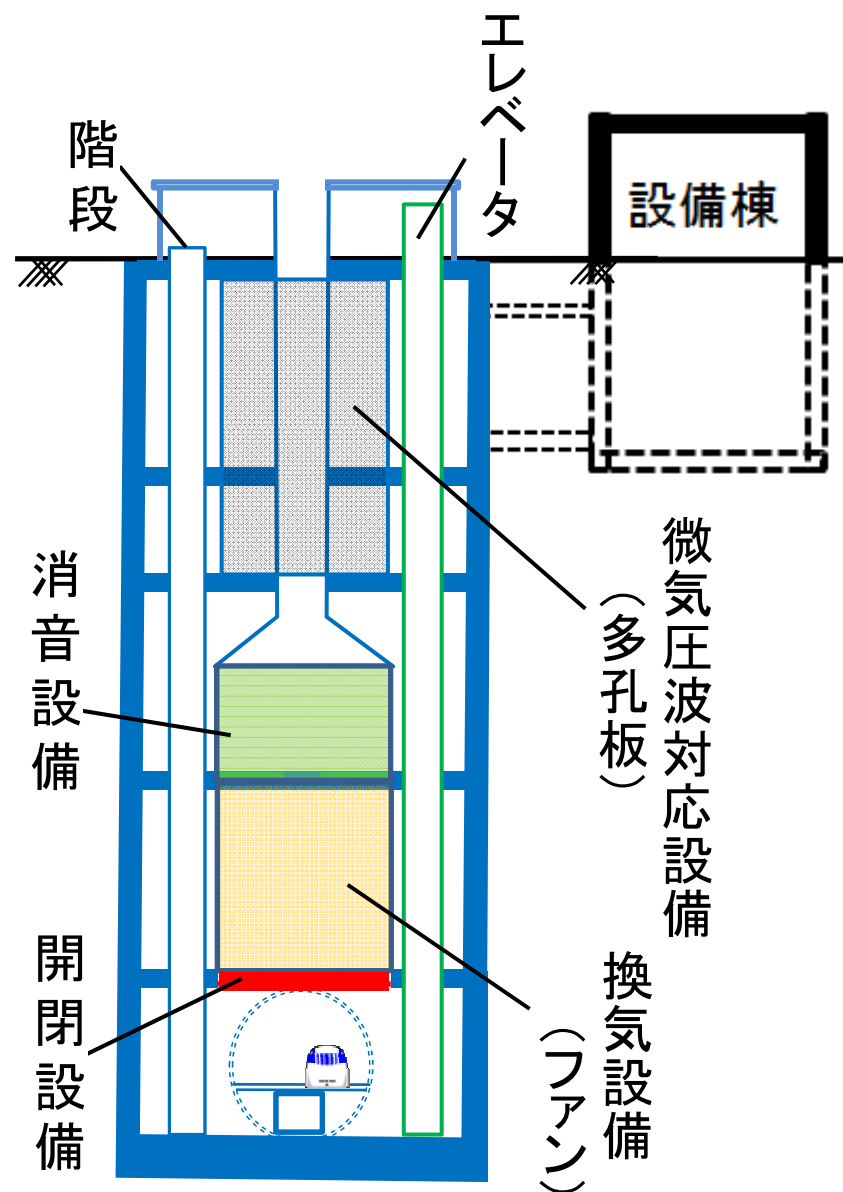 エレベータ
階段
設備棟
微気圧波対応設備
（多孔板）
消音設備
換気設備
（ファン）
開閉設備